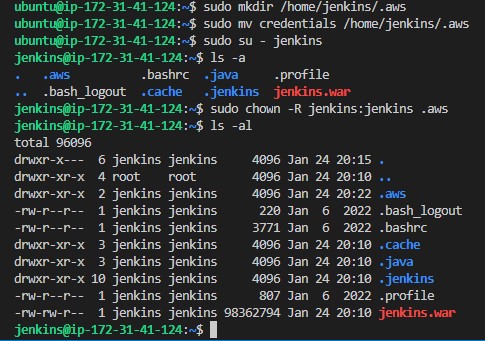 ubuntu@ip-172-31-41-124:~$ sudo mkdir /home/jenkins/.aws
ubuntu@ip-172-31-41-124:~$ sudo mv credentials /home/jenkins/.aws
ubuntu@ip-172-31-41-124:~$ sudo su - jenkins
jenkins@ip-172-31-41-124:~$ ls -a
.   .aws         .bashrc  .java     .profile
..  .bash_logout  .cache   .jenkins  jenkins.war
jenkins@ip-172-31-41-124:~$ sudo chown -R jenkins:jenkins .aws
jenkins@ip-172-31-41-124:~$ ls -al
total 96096
drwxr-x---  6 jenkins jenkins     4096 Jan 24 20:15 .
drwxr-xr-x  4 root    root        4096 Jan 24 20:10 ..
drwxr-xr-x  2 jenkins jenkins     4096 Jan 24 20:22 .aws
-rw-r--r--  1 jenkins jenkins      220 Jan  6  2022 .bash_logout
-rw-r--r--  1 jenkins jenkins     3771 Jan  6  2022 .bashrc
drwxr-xr-x  3 jenkins jenkins     4096 Jan 24 20:10 .cache
drwxr-xr-x  3 jenkins jenkins     4096 Jan 24 20:10 .java
drwxr-xr-x 10 jenkins jenkins     4096 Jan 24 20:10 .jenkins
-rw-r--r--  1 jenkins jenkins      807 Jan  6  2022 .profile
-rw-rw-r--  1 jenkins jenkins 98362794 Jan 24 20:10 jenkins.war
jenkins@ip-172-31-41-124:~$